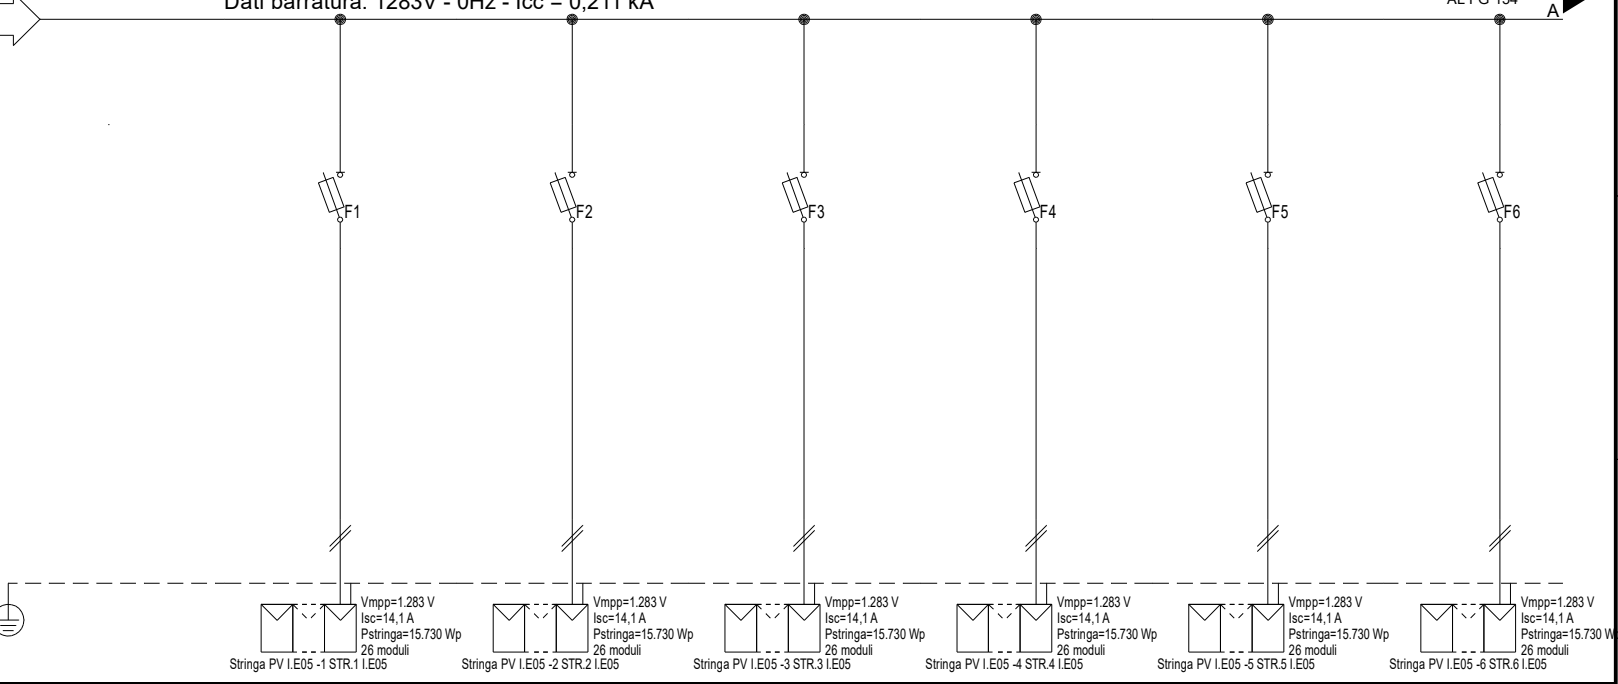 Dati barratura: 1283V - 0Hz - Icc = 0,211 kA
A
F1
F2
F3
F4
F5
F6
Vmpp=1.283 V
Isc=14,1 A
Pstringa=15.730 Wp
26 moduli
Stringa PV I.E05 -1 STR.1 I.E05
Vmpp=1.283 V
Isc=14,1 A
Pstringa=15.730 Wp
26 moduli
Stringa PV I.E05 -2 STR.2 I.E05
Vmpp=1.283 V
Isc=14,1 A
Pstringa=15.730 Wp
26 moduli
Stringa PV I.E05 -3 STR.3 I.E05
Vmpp=1.283 V
Isc=14,1 A
Pstringa=15.730 Wp
26 moduli
Stringa PV I.E05 -4 STR.4 I.E05
Vmpp=1.283 V
Isc=14,1 A
Pstringa=15.730 Wp
26 moduli
Stringa PV I.E05 -5 STR.5 I.E05
Vmpp=1.283 V
Isc=14,1 A
Pstringa=15.730 W
26 moduli
Stringa PV I.E05 -6 STR.6 I.E05